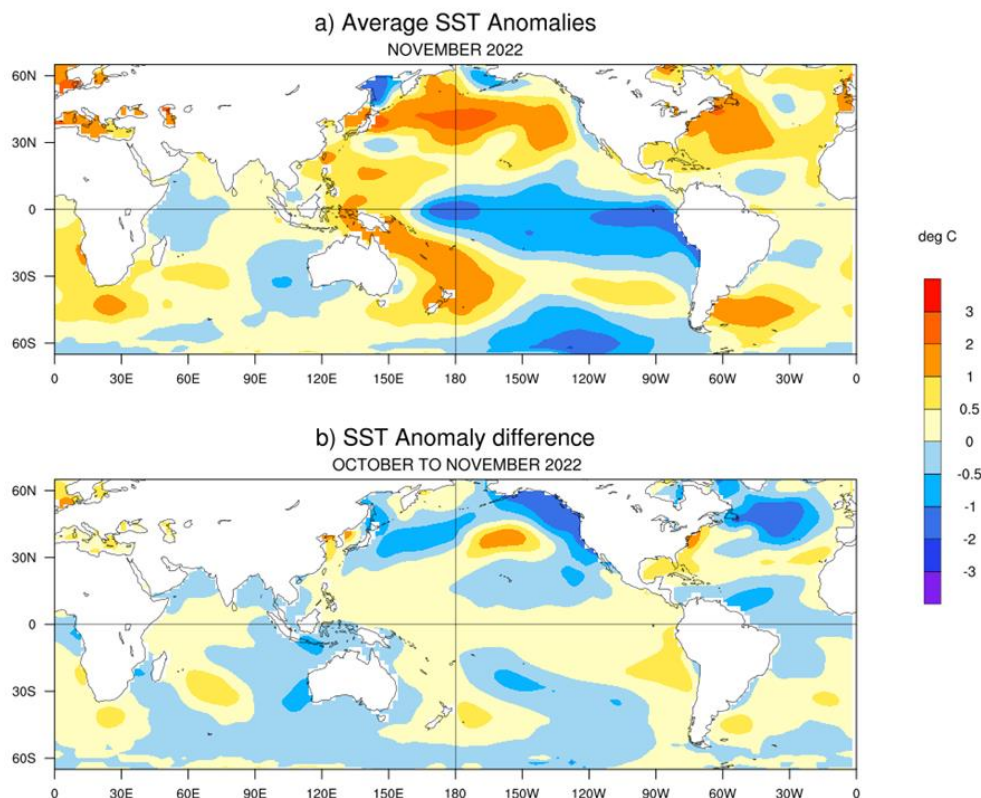 a) Average SST Anomalies
NOVEMBER 2022
60N
30N
0
30S
60S
0 30E 60E 90E 120E 150E 180 150W 120W 90W 60W 30W 0
deg C
3
2
1
0.5
0
-0.5
-1
-2
-3
b) SST Anomaly difference
OCTOBER TO NOVEMBER 2022
60N
30N
0
30S
60S
0 30E 60E 90E 120E 150E 180 150W 120W 90W 60W 30W 0